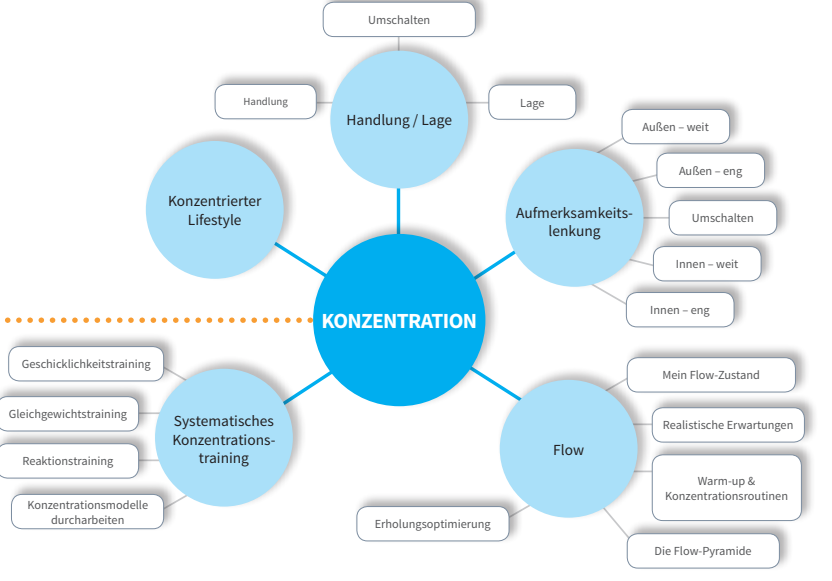 Umschalten
Handlung
Handlung / Lage
Lage
Konzentrierter
Lifestyle
Außen – weit
Außen – eng
Aufmerksamkeits-
lenkung
Umschalten
Innen – weit
Innen – eng
KONZENTRATION
Geschicklichkeitstraining
Gleichgewichtstraining
Reaktionstraining
Konzentrationsmodelle
durcharbeiten
Systematisches
Konzentrations-
training
Flow
Mein Flow-Zustand
Realistische Erwartungen
Warm-up &
Konzentrationsroutinen
Die Flow-Pyramide
Erholungsoptimierung